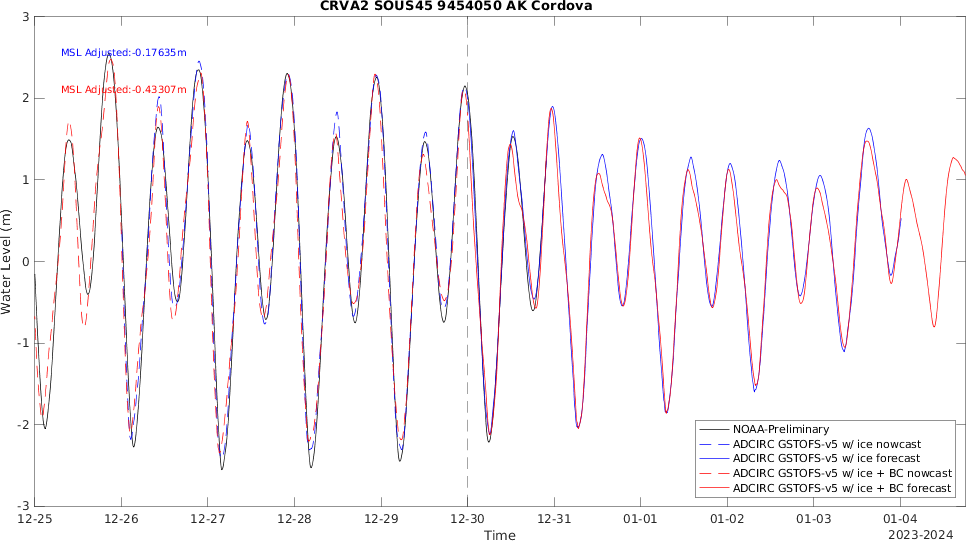 CRVA2 SOUS45 9454050 AK Cordova
3
2
1
0
-1
-2
-3
Water Level (m)
MSL Adjusted:-0.17635m
MSL Adjusted:-0.43307m
NOAA-Preliminary
ADCIRC GSTOFS-v5 w/ ice nowcast
ADCIRC GSTOFS-v5 w/ ice forecast
ADCIRC GSTOFS-v5 w/ ice + BC nowcast
ADCIRC GSTOFS-v5 w/ ice + BC forecast
12-25 12-26 12-27 12-28 12-29 12-30 12-31 01-01 01-02 01-03 01-04
Time
2023-2024